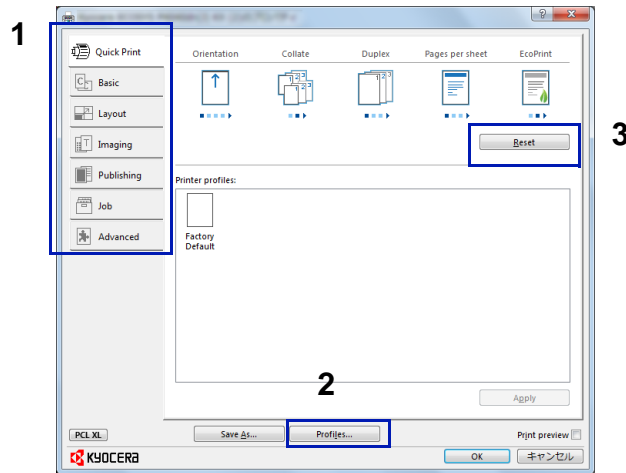 1
Quick Print
Basic
Layout
Imaging
Publishing
Job
Advanced
Orientation
Collate
Duplex
Pages per sheet
EcoPrint
Reset
3
Printer profiles:
Factory
Default
2
Apply
PCL XL
Save As...
Profiles...
Print preview
KYOCERA
OK
キャンセル